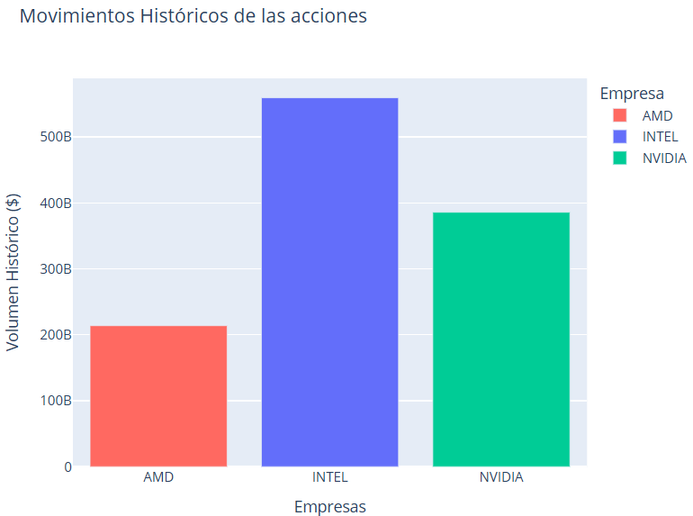 Movimientos Históricos de las acciones
Volumen Histórico ($)
500B
400B
300B
200B
100B
0
AMD
INTEL
NVIDIA
Empresas
Empresa
AMD
INTEL
NVIDIA